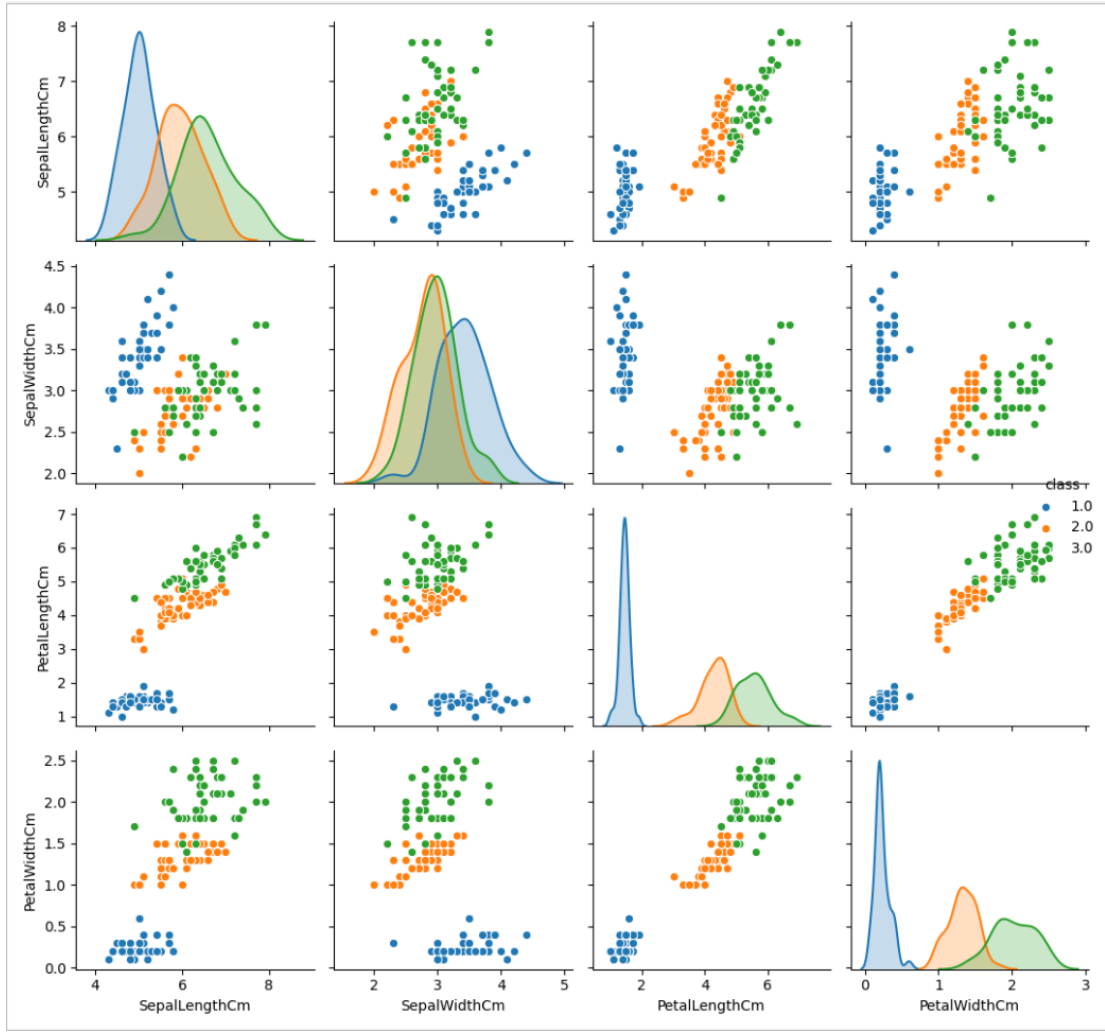 8
7
6
5
SepalLengthCm
4.5
4.0
3.5
3.0
2.5
2.0
SepalWidthCm
7
6
5
4
3
2
1
PetalLengthCm
class
1.0
2.0
3.0
2.5
2.0
1.5
1.0
0.5
0.0
PetalWidthCm
4 6 8
2 3 4 5
2 4 6
0 1 2 3
SepalLengthCm
SepalWidthCm
PetalLengthCm
PetalWidthCm